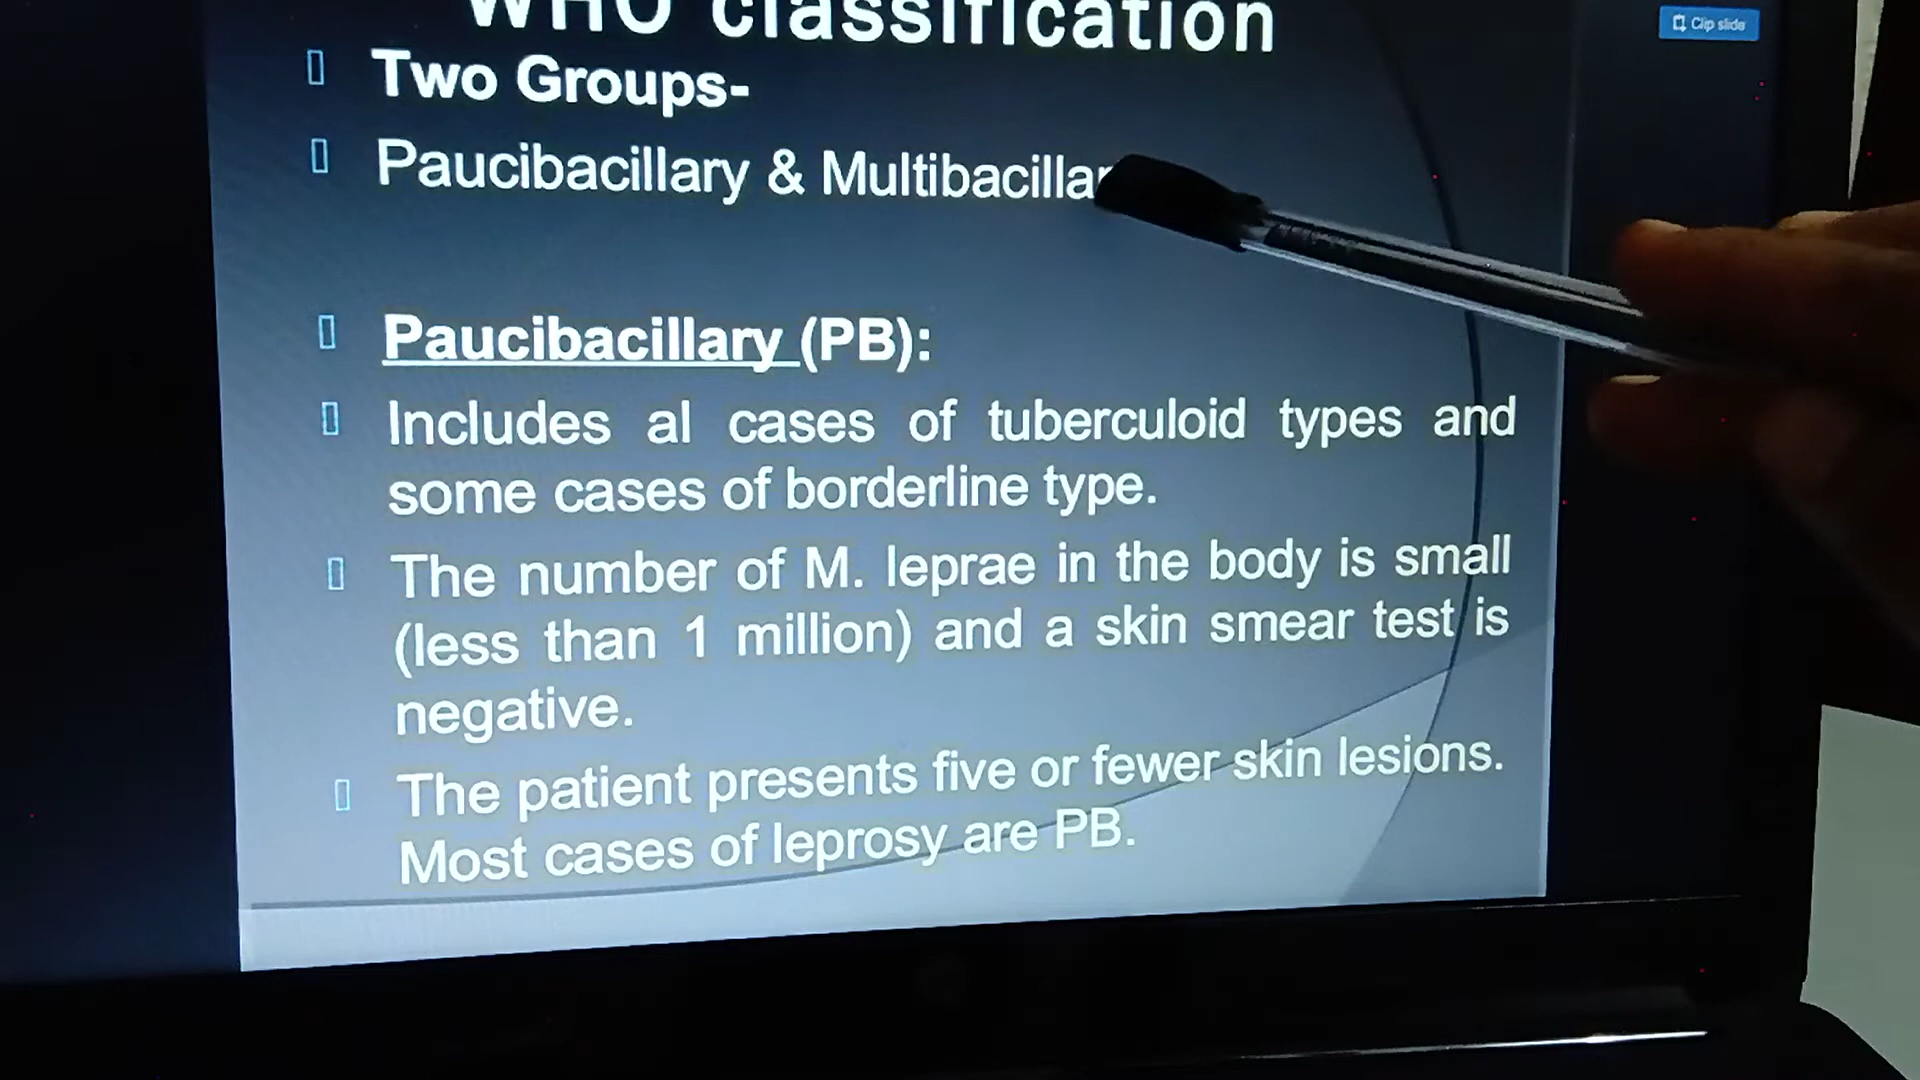 WHO classification
Clip slide
Two Groups-
Paucibacillary & Multibacillar
Paucibacillary (PB):
Includes al cases of tuberculoid types and
some cases of borderline type.
The number of M. leprae in the body is small
(less than 1 million) and a skin smear test is
negative.
The patient presents five or fewer skin lesions.
Most cases of leprosy are PB.